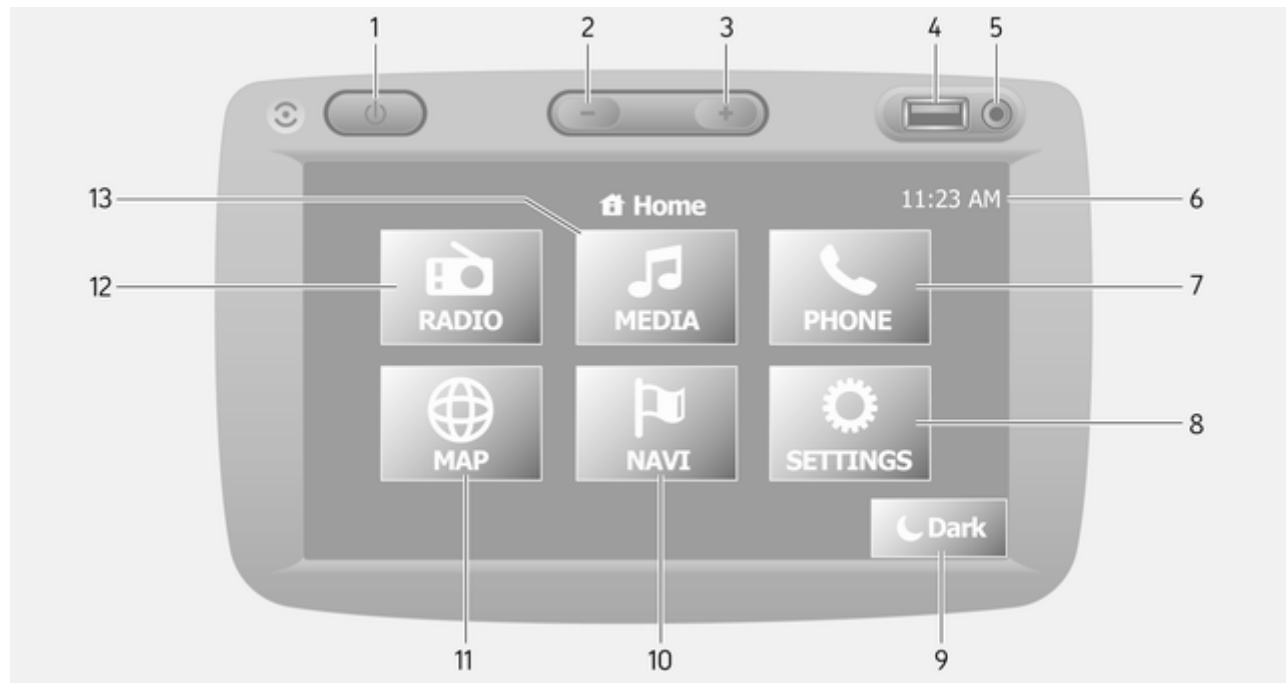 1 2 3 4 5
- +
13 Home 11:23 AM 6
12 RADIO MEDIA PHONE 7
MAP NAVI SETTINGS 8
Dark
11 10 9